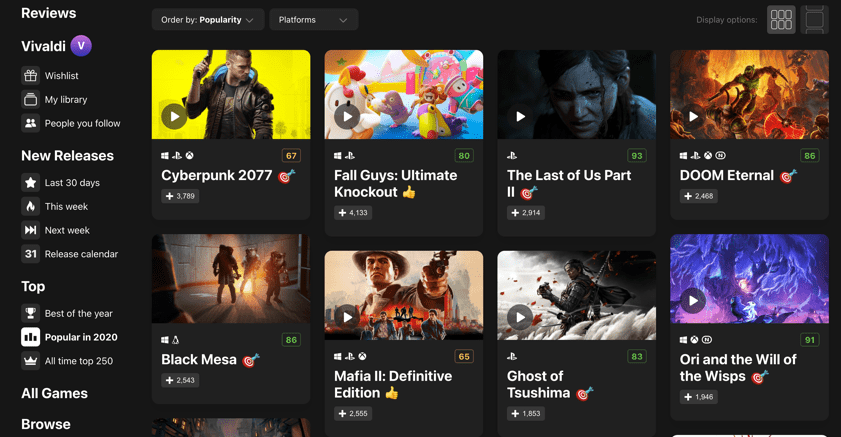 Reviews
Vivaldi V
Wishlist
My library
People you follow
New Releases
Last 30 days
This week
Next week
31 Release calendar
Top
Best of the year
Popular in 2020
All time top 250
All Games
Browse
Order by: Popularity
Platforms
Display options:
67
Cyberpunk 2077
+ 3,789
80
Fall Guys: Ultimate
Knockout
+ 4,133
93
The Last of Us Part
II
+ 2,914
86
DOOM Eternal
+ 2,468
86
Black Mesa
+ 2,543
65
Mafia II: Definitive
Edition
+ 2,555
83
Ghost of
Tsushima
+ 1,853
91
Ori and the Will of
the Wisps
+ 1,946